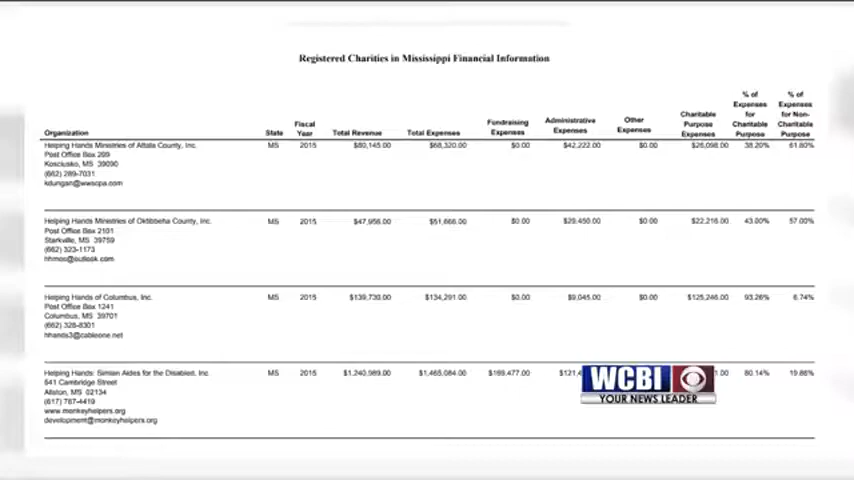 Registered Charities in Mississippi Financial Information
Organization State Fiscal Year Total Revenue Total Expenses Fundraising Expenses Administrative Expenses Other Expenses Charitable Purpose Expenses % of Expenses for Charitable Purpose % of Expenses for Non-Charitable Purpose
Helping Hands Ministries of Attala County, Inc. MS 2015 $80,145.00 $68,320.00 $0.00 $42,222.00 $0.00 $26,098.00 38.20% 61.80%
Post Office Box 269
Kosciusko, MS 39090
(662) 289-7031
kdungan@wwscpa.com
Helping Hands Ministries of Oktibbeha County, Inc. MS 2015 $47,956.00 $51,666.00 $0.00 $29,450.00 $0.00 $22,216.00 43.00% 57.00%
Post Office Box 2101
Starkville, MS 39759
(662) 323-1173
hhmoc@outlook.com
Helping Hands of Columbus, Inc. MS 2015 $139,730.00 $134,291.00 $0.00 $9,045.00 $0.00 $125,246.00 93.26% 6.74%
Post Office Box 1241
Columbus, MS 39701
(662) 328-8301
hhands3@cableone.net
Helping Hands: Simian Aides for the Disabled, Inc. MS 2015 $1,240,989.00 $1,465,084.00 $169,477.00 80.14% 19.86%
541 Cambridge Street
Allston, MS 02134
(617) 787-4419
www.monkeyhelpers.org
development@monkeyhelpers.org
WCBI
YOUR NEWS LEADER